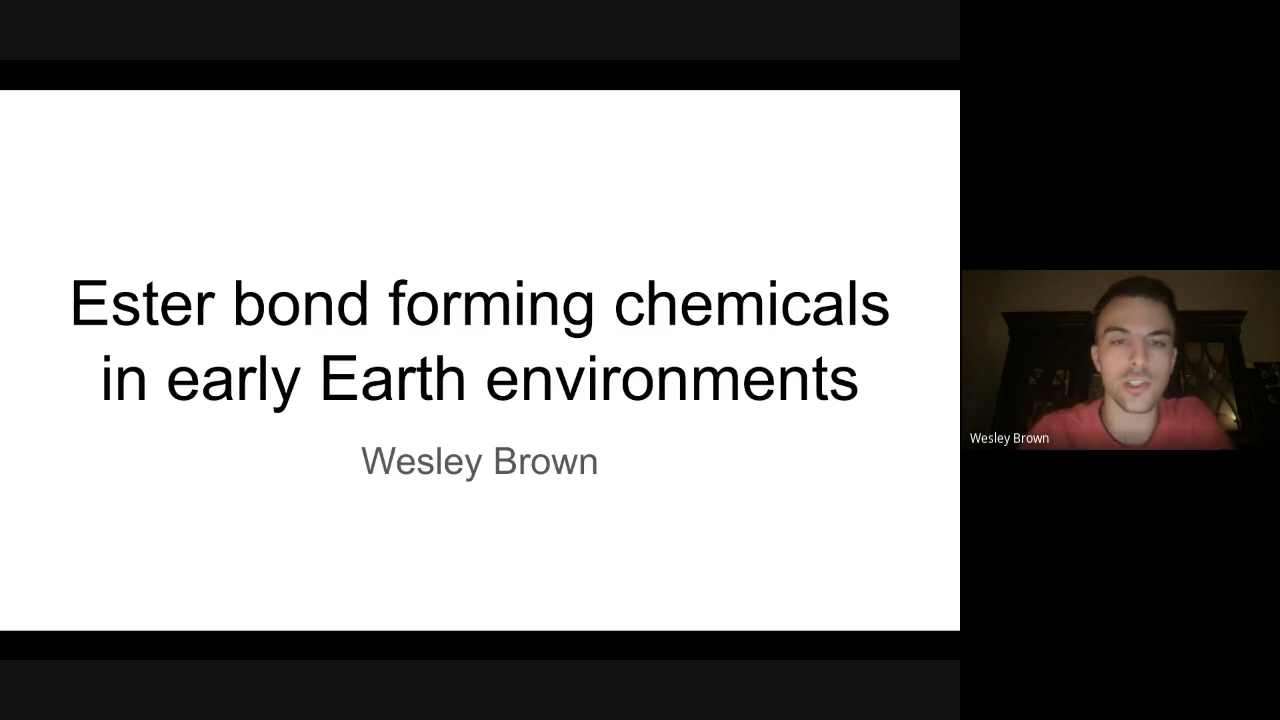 Ester bond forming chemicals
in early Earth environments
Wesley Brown
Wesley Brown